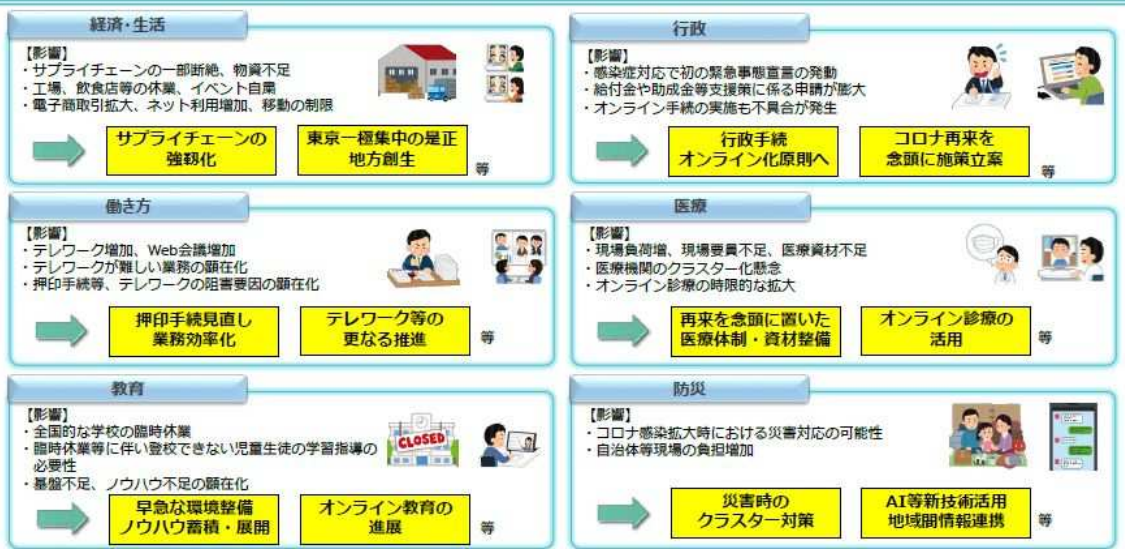 経済・生活
【影響】
・サプライチェーンの一部断絶、物資不足
・工場、飲食店等の休業、イベント自粛
・電子商取引拡大、ネット利用増加、移動の制限
サプライチェーンの
強靱化
東京一極集中の是正
地方創生
等
行政
【影響】
・感染症対応で初の緊急事態宣言の発動
・給付金や助成金等支援策に係る申請が膨大
・オンライン手続の実施も不具合が発生
行政手続
オンライン化原則へ
コロナ再来を
念頭に施策立案
等
働き方
【影響】
・テレワーク増加、Web会議増加
・テレワークが難しい業務の顕在化
・押印手続等、テレワークの阻害要因の顕在化
押印手続見直し
業務効率化
テレワーク等の
更なる推進
等
医療
【影響】
・現場負荷増、現場要員不足、医療資材不足
・医療機関のクラスター化懸念
・オンライン診療の時限的な拡大
再来を念頭に置いた
医療体制・資材整備
オンライン診療の
活用
等
教育
【影響】
・全国的な学校の臨時休業
・臨時休業等に伴い登校できない児童生徒の学習指導の
必要性
・基盤不足、ノウハウ不足の顕在化
CLOSED
早急な環境整備
ノウハウ蓄積・展開
オンライン教育の
進展
等
防災
【影響】
・コロナ感染拡大時における災害対応の可能性
・自治体等現場の負担増加
災害時の
クラスター対策
AI等新技術活用
地域間情報連携
等